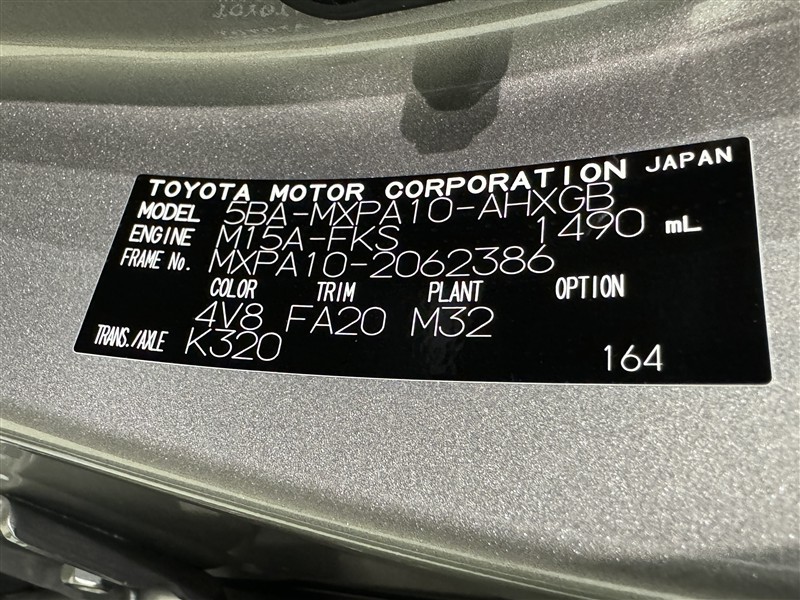 TOYOTA MOTOR CORPORATION JAPAN
MODEL 5BA-MXPA10-AHXGB
ENGINE M15A-FKS 1490 mL
FRAME No. MXPA10-2062386
COLOR TRIM PLANT OPTION
4V8 FA20 M32
TRANS./AXLE K320 164